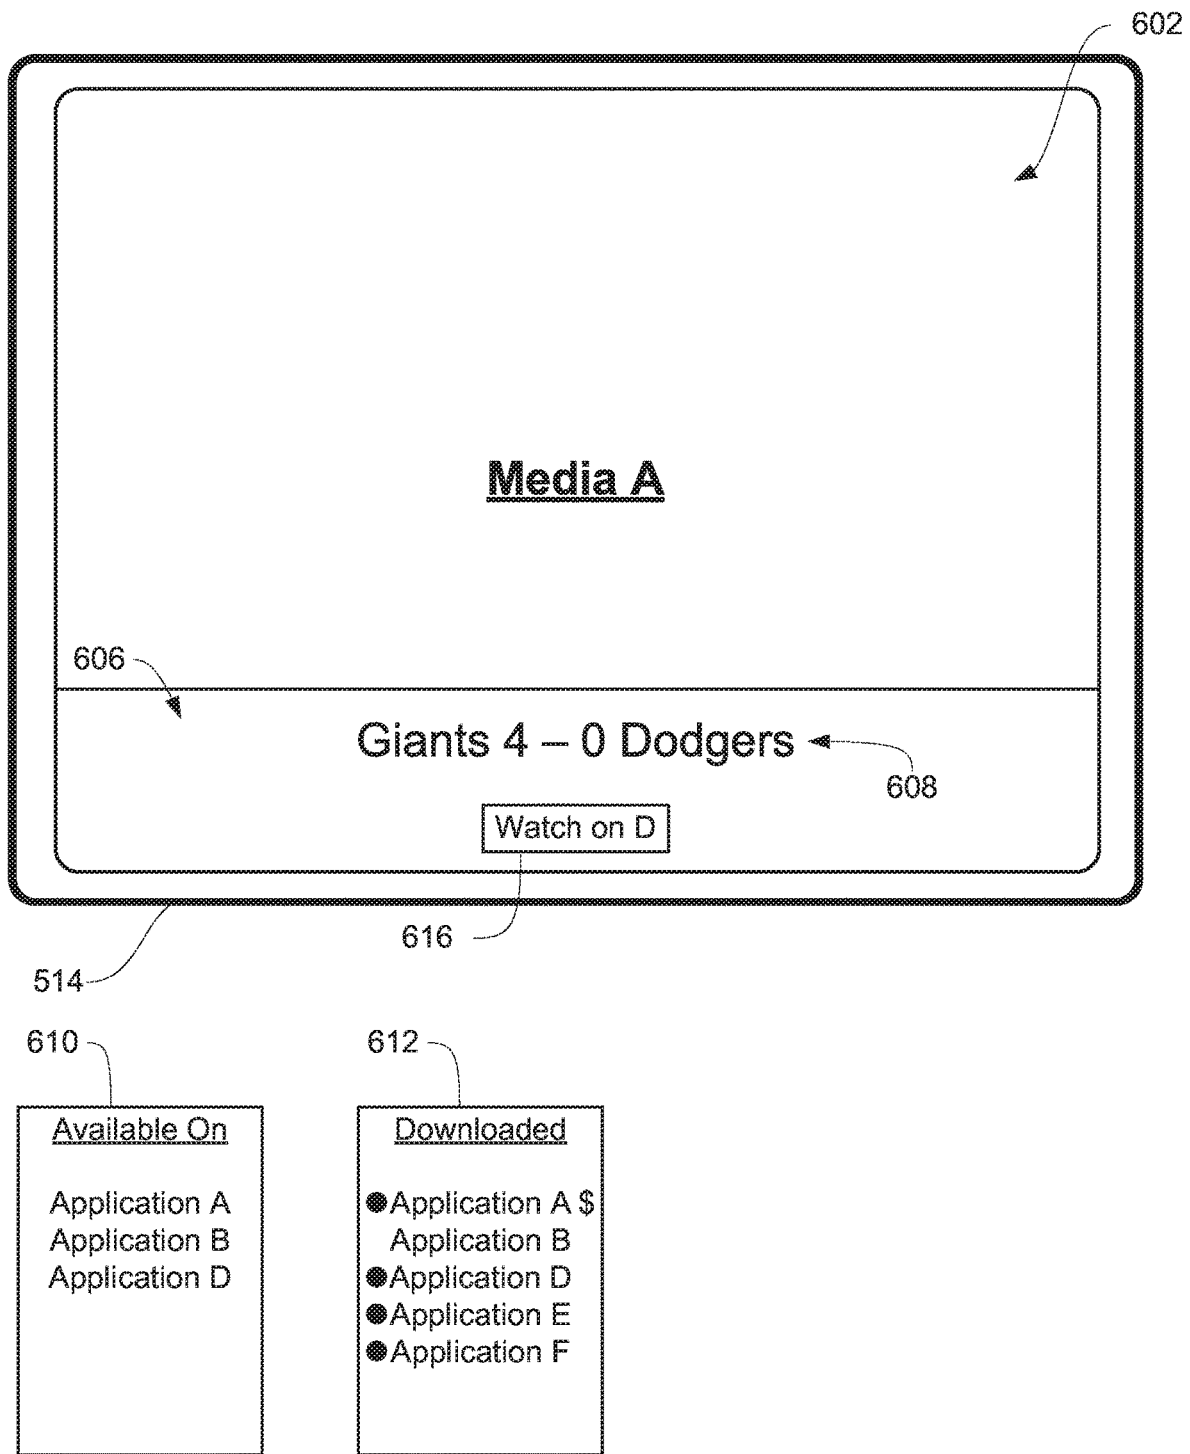 602
Media A
606
Giants 4 – 0 Dodgers
608
Watch on D
616
514
610
612
Available On
Application A
Application B
Application D
Downloaded
●Application A $
Application B
●Application D
●Application E
●Application F